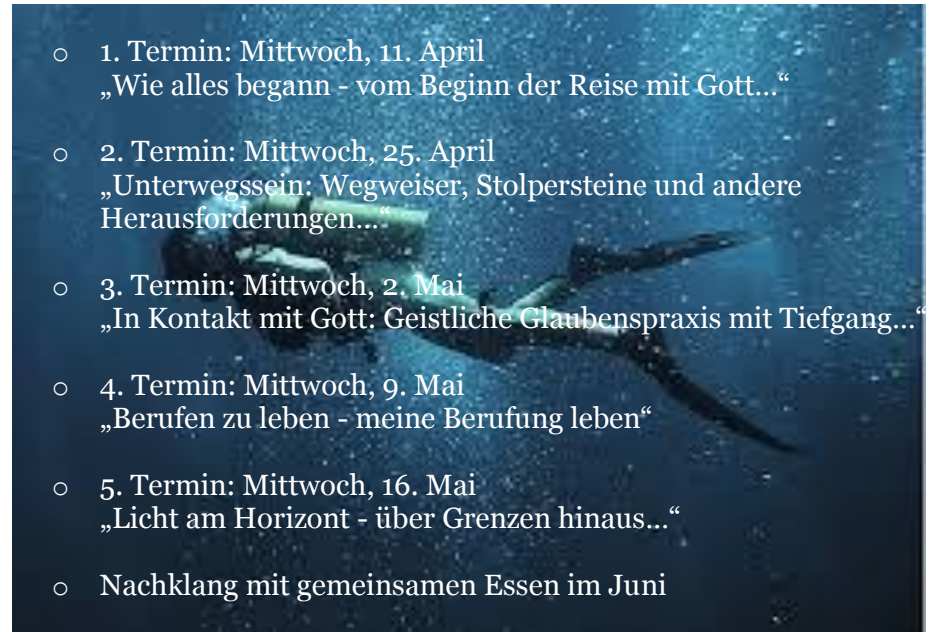 o 1. Termin: Mittwoch, 11. April
„Wie alles begann - vom Beginn der Reise mit Gott...“
o 2. Termin: Mittwoch, 25. April
„Unterwegssein: Wegweiser, Stolpersteine und andere
Herausforderungen...“
o 3. Termin: Mittwoch, 2. Mai
„In Kontakt mit Gott: Geistliche Glaubenspraxis mit Tiefgang...“
o 4. Termin: Mittwoch, 9. Mai
„Berufen zu leben - meine Berufung leben“
o 5. Termin: Mittwoch, 16. Mai
„Licht am Horizont - über Grenzen hinaus...“
o Nachklang mit gemeinsamen Essen im Juni